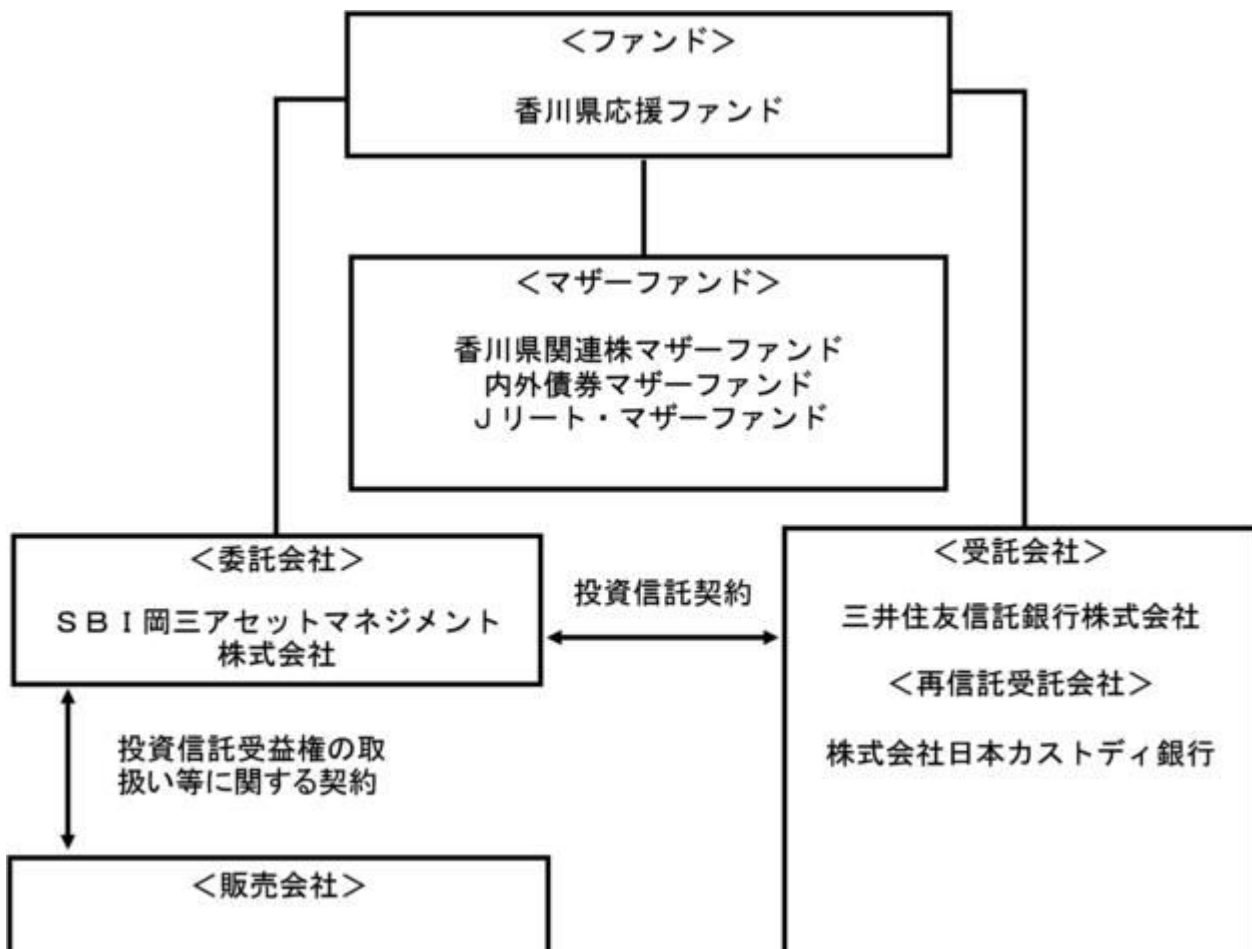 ＜ファンド＞
香川県応援ファンド
＜マザーファンド＞
香川県関連株マザーファンド
内外債券マザーファンド
Ｊリート・マザーファンド
＜委託会社＞
ＳＢＩ岡三アセットマネジメント
株式会社
投資信託契約
＜受託会社＞
三井住友信託銀行株式会社
＜再信託受託会社＞
株式会社日本カストディ銀行
投資信託受益権の取
扱い等に関する契約
＜販売会社＞